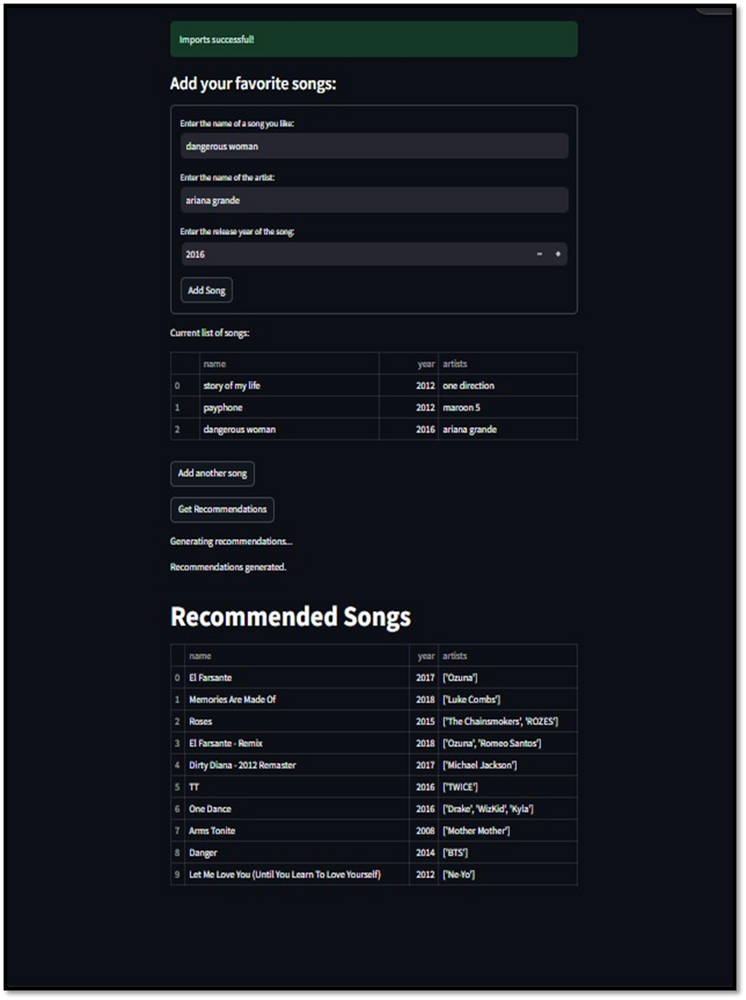 Imports successful!
Add your favorite songs:
Enter the name of a song you like:
dangerous woman
Enter the name of the artist:
ariana grande
Enter the release year of the song:
2016 - +
Add Song
Current list of songs:
name year artists
0 story of my life 2012 one direction
1 payphone 2012 maroon 5
2 dangerous woman 2016 ariana grande
Add another song
Get Recommendations
Generating recommendations...
Recommendations generated.
Recommended Songs
name year artists
0 El Farsante 2017 ['Ozuna']
1 Memories Are Made Of 2018 ['Luke Combs']
2 Roses 2015 ['The Chainsmokers', 'ROZES']
3 El Farsante - Remix 2018 ['Ozuna', 'Romeo Santos']
4 Dirty Diana - 2012 Remaster 2017 ['Michael Jackson']
5 TT 2016 ['TWICE']
6 One Dance 2016 ['Drake', 'WizKid', 'Kyla']
7 Arms Tonite 2008 ['Mother Mother']
8 Danger 2014 ['BTS']
9 Let Me Love You (Until You Learn To Love Yourself) 2012 ['Ne-Yo']